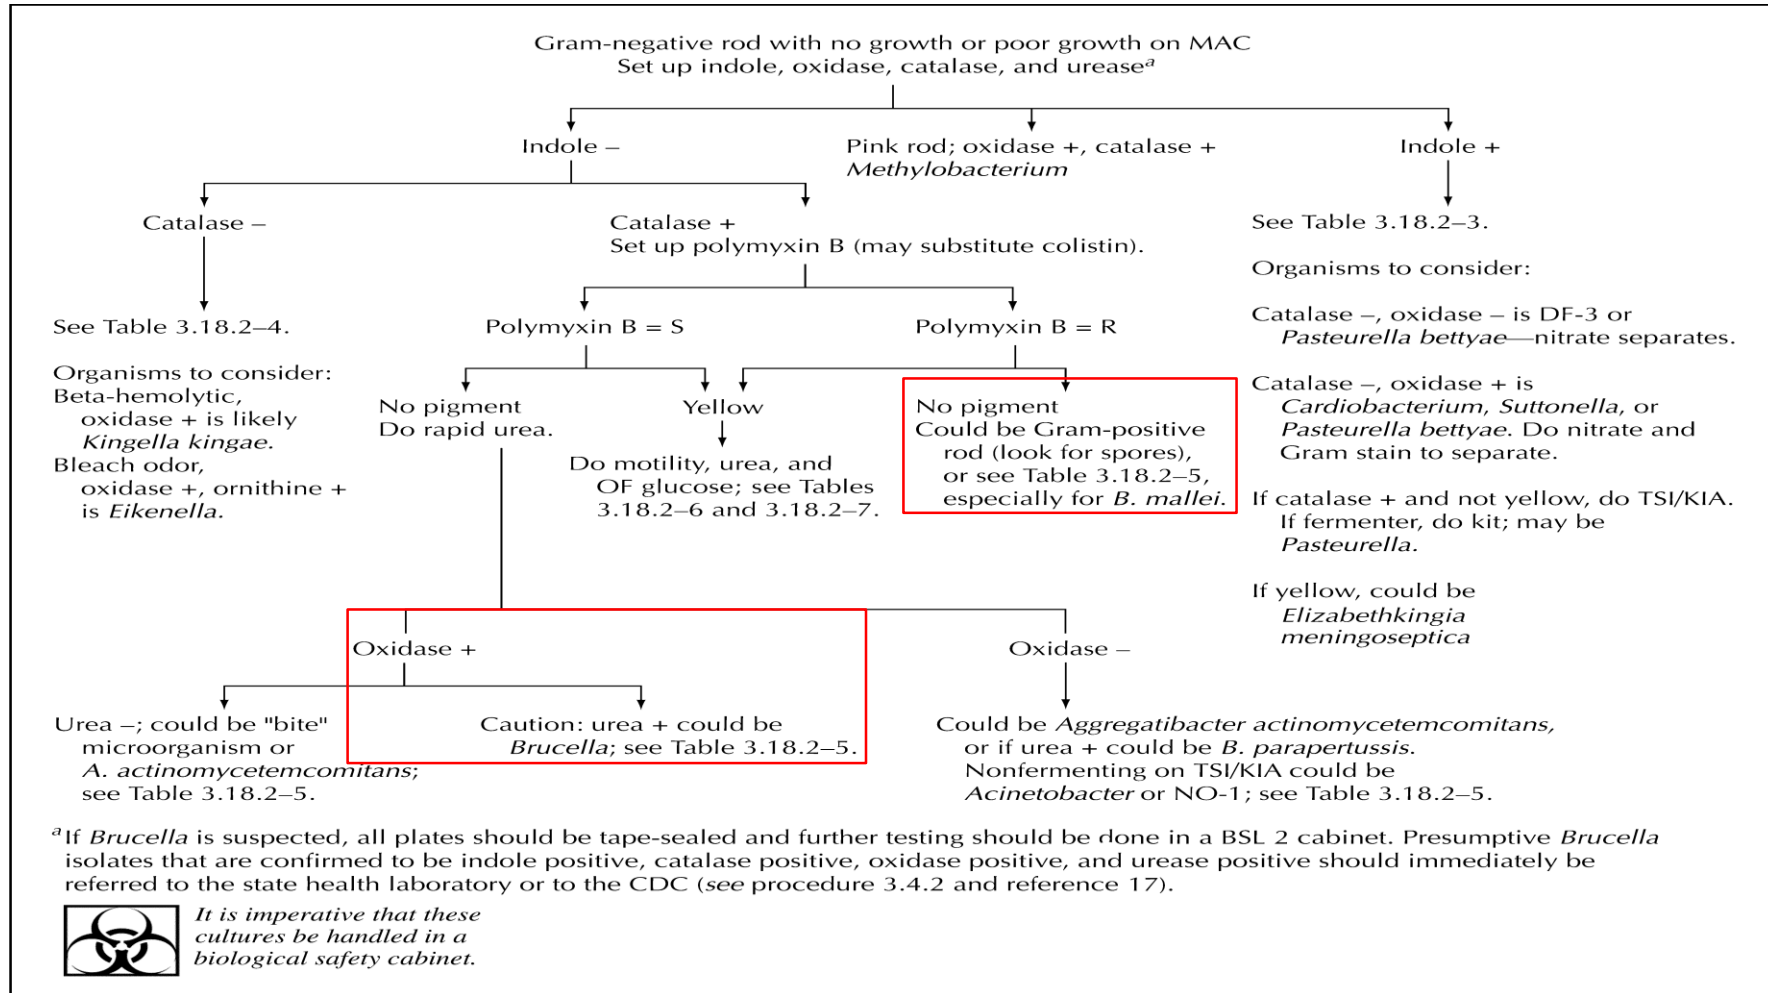 Gram-negative rod with no growth or poor growth on MAC
Set up indole, oxidase, catalase, and urease^a
Indole –
Pink rod; oxidase +, catalase +
Methylobacterium
Indole +
Catalase –
Catalase +
Set up polymyxin B (may substitute colistin).
See Table 3.18.2–3.
Organisms to consider:
Catalase –, oxidase – is DF-3 or
Pasteurella bettyae—nitrate separates.
Catalase –, oxidase + is
Cardiobacterium, Suttonella, or
Pasteurella bettyae. Do nitrate and
Gram stain to separate.
If catalase + and not yellow, do TSI/KIA.
If fermenter, do kit; may be
Pasteurella.
If yellow, could be
Elizabethkingia
meningoseptica
See Table 3.18.2–4.
Organisms to consider:
Beta-hemolytic,
oxidase + is likely
Kingella kingae.
Bleach odor,
oxidase +, ornithine +
is Eikenella.
Polymyxin B = S
Polymyxin B = R
No pigment
Do rapid urea.
Yellow
Do motility, urea, and
OF glucose; see Tables
3.18.2–6 and 3.18.2–7.
No pigment
Could be Gram-positive
rod (look for spores),
or see Table 3.18.2–5,
especially for B. mallei.
Oxidase +
Oxidase –
Urea –; could be "bite"
microorganism or
A. actinomycetemcomitans;
see Table 3.18.2–5.
Caution: urea + could be
Brucella; see Table 3.18.2–5.
Could be Aggregatibacter actinomycetemcomitans,
or if urea + could be B. parapertussis.
Nonfermenting on TSI/KIA could be
Acinetobacter or NO-1; see Table 3.18.2–5.
^a If Brucella is suspected, all plates should be tape-sealed and further testing should be done in a BSL 2 cabinet. Presumptive Brucella
isolates that are confirmed to be indole positive, catalase positive, oxidase positive, and urease positive should immediately be
referred to the state health laboratory or to the CDC (see procedure 3.4.2 and reference 17).
It is imperative that these
cultures be handled in a
biological safety cabinet.